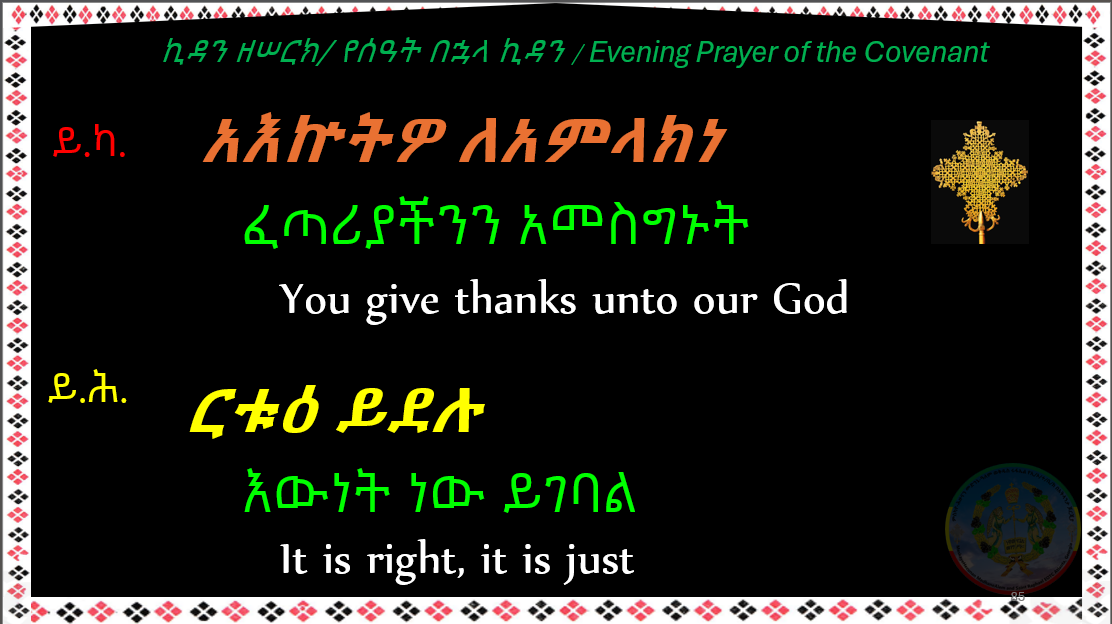 ኪዳን ዘሠርክ/ የሰዓት በኋላ ኪዳን / Evening Prayer of the Covenant
ይ.ካ. አእኵትዎ ለአምላክነ
ፈጣሪያችንን አመስግኑት
You give thanks unto our God
ይ.ሕ. ርቱዕ ይደሉ
እውነት ነው ይገባል
It is right, it is just
85